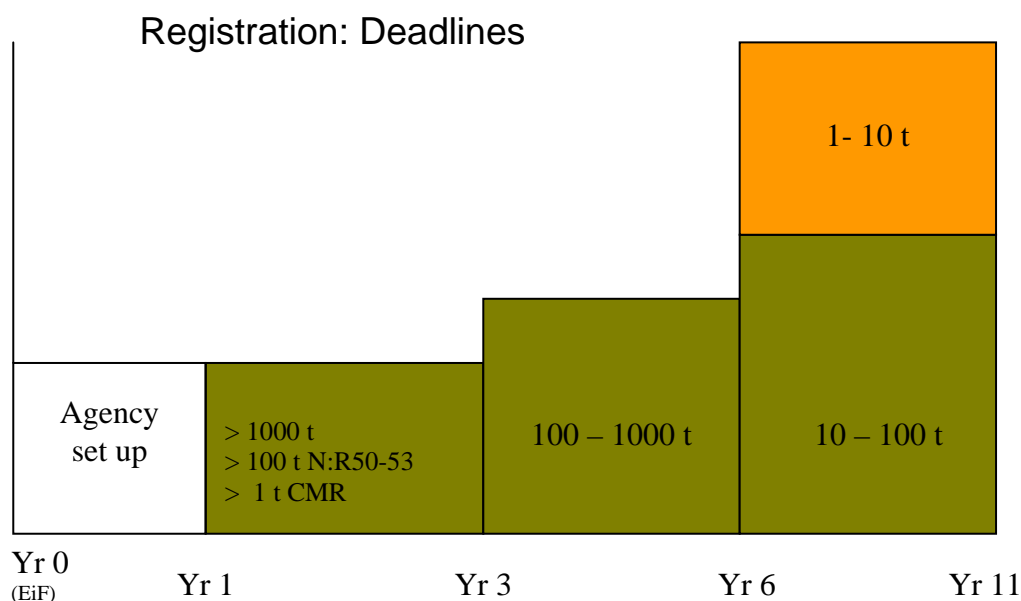 Registration: Deadlines
1- 10 t
Agency
set up
> 1000 t
> 100 t N:R50-53
>  1 t CMR
100 – 1000 t
10 – 100 t
Yr 0
(EiF)
Yr 1
Yr 3
Yr 6
Yr 11